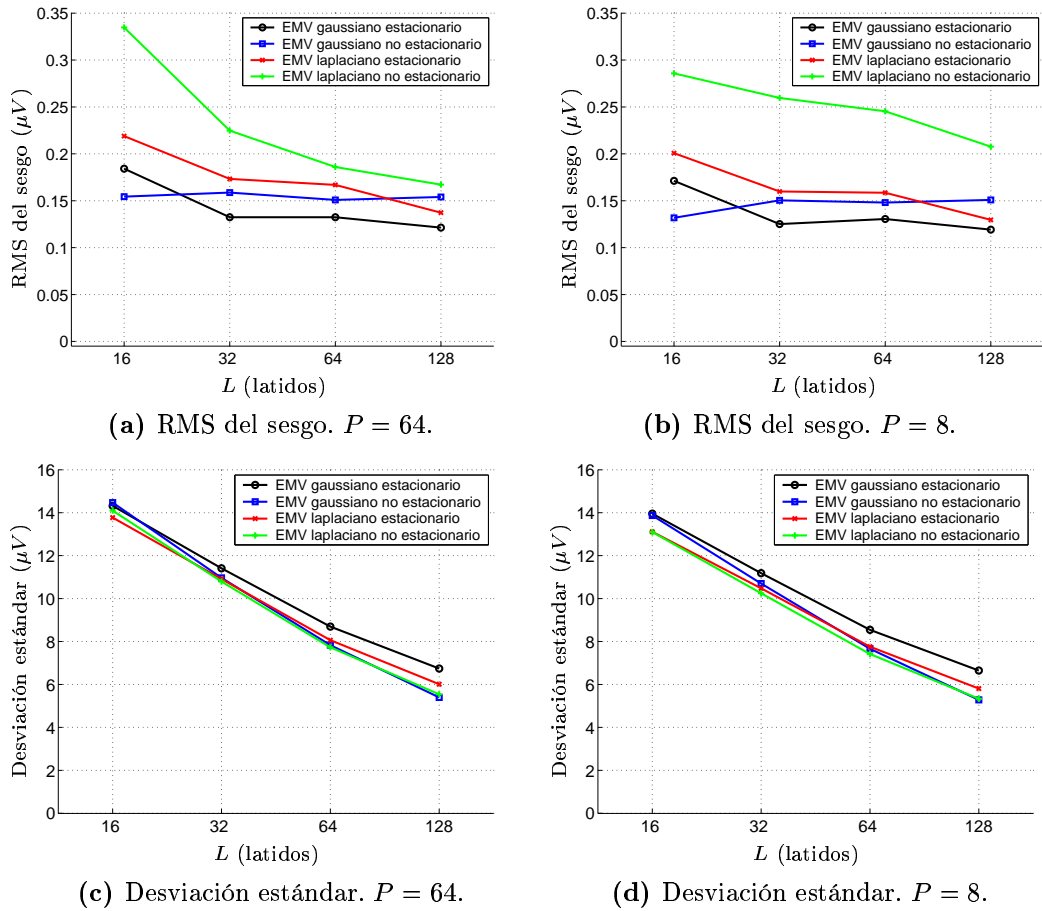 0.35
0.3
0.25
0.2
0.15
0.1
0.05
0
RMS del sesgo (μV)
EMV gaussiano estacionario
EMV gaussiano no estacionario
EMV laplaciano estacionario
EMV laplaciano no estacionario
16 32 64 128
L (latidos)
(a) RMS del sesgo. P = 64.
0.35
0.3
0.25
0.2
0.15
0.1
0.05
0
RMS del sesgo (μV)
EMV gaussiano estacionario
EMV gaussiano no estacionario
EMV laplaciano estacionario
EMV laplaciano no estacionario
16 32 64 128
L (latidos)
(b) RMS del sesgo. P = 8.
16
14
12
10
8
6
4
2
0
Desviación estándar (μV)
EMV gaussiano estacionario
EMV gaussiano no estacionario
EMV laplaciano estacionario
EMV laplaciano no estacionario
16 32 64 128
L (latidos)
(c) Desviación estándar. P = 64.
16
14
12
10
8
6
4
2
0
Desviación estándar (μV)
EMV gaussiano estacionario
EMV gaussiano no estacionario
EMV laplaciano estacionario
EMV laplaciano no estacionario
16 32 64 128
L (latidos)
(d) Desviación estándar. P = 8.